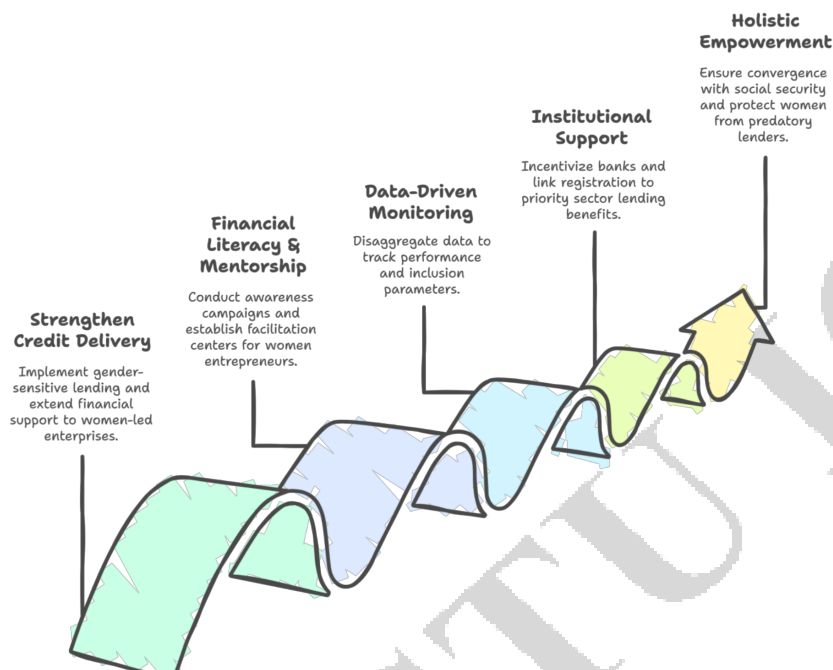 Holistic
Empowerment
Ensure convergence
with social security
and protect women
from predatory
lenders.
Institutional
Support
Incentivize banks and
link registration to
priority sector lending
benefits.
Data-Driven
Monitoring
Disaggregate data to
track performance
and inclusion
parameters.
Financial
Literacy &
Mentorship
Conduct awareness
campaigns and
establish facilitation
centers for women
entrepreneurs.
Strengthen
Credit Delivery
Implement gender-
sensitive lending and
extend financial
support to women-led
enterprises.